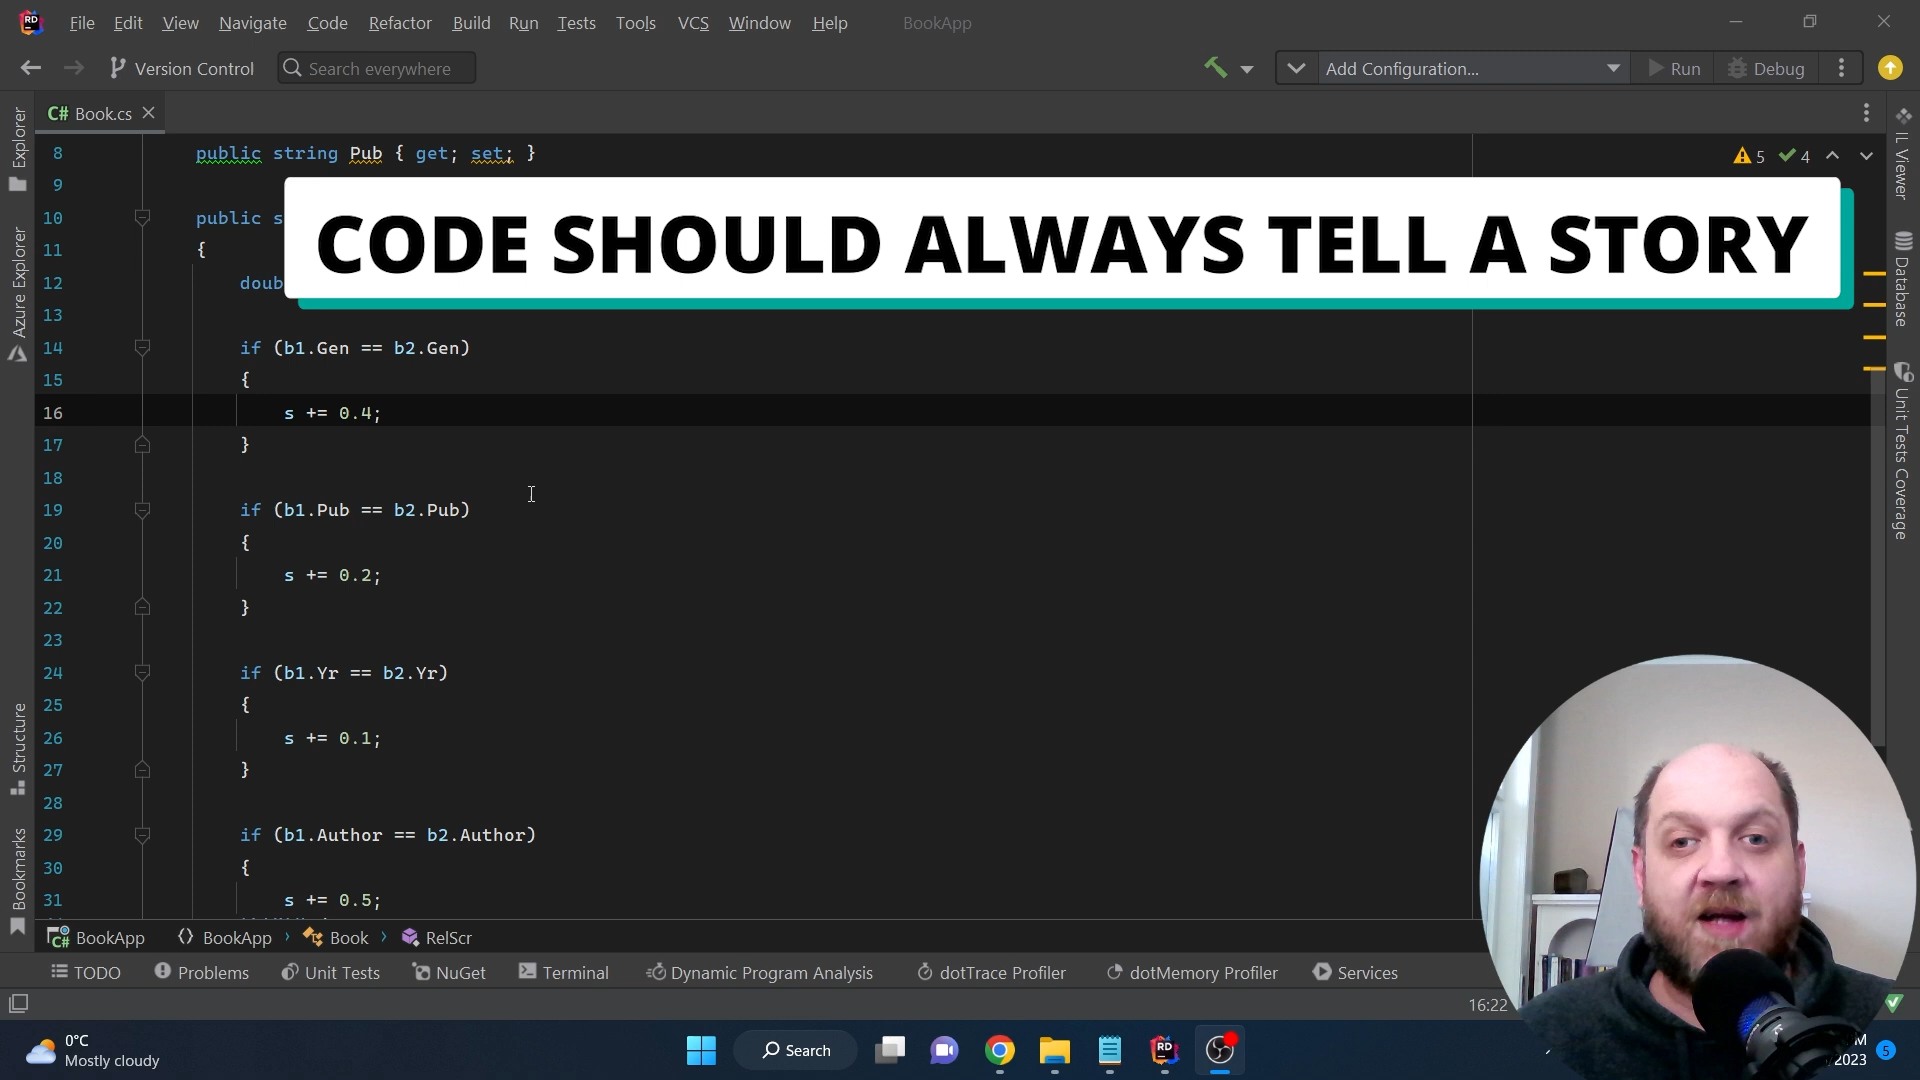 RD File Edit View Navigate Code Refactor Build Run Tests Tools VCS Window Help BookApp
Version Control Search everywhere Add Configuration... Run Debug
C# Book.cs
Explorer
Azure Explorer
Structure
Bookmarks
8 public string Pub { get; set; }
5 4
9
CODE SHOULD ALWAYS TELL A STORY
10 public s
11 {
12 doub
13
14 if (b1.Gen == b2.Gen)
15 {
16 s += 0.4;
17 }
18
19 if (b1.Pub == b2.Pub)
20 {
21 s += 0.2;
22 }
23
24 if (b1.Yr == b2.Yr)
25 {
26 s += 0.1;
27 }
28
29 if (b1.Author == b2.Author)
30 {
31 s += 0.5;
IL Viewer
Database
Unit Tests Coverage
C# BookApp BookApp › Book › RelScr
TODO Problems Unit Tests NuGet Terminal Dynamic Program Analysis dotTrace Profiler dotMemory Profiler Services
16:22
0°C
Mostly cloudy
Search
RD
2023
5